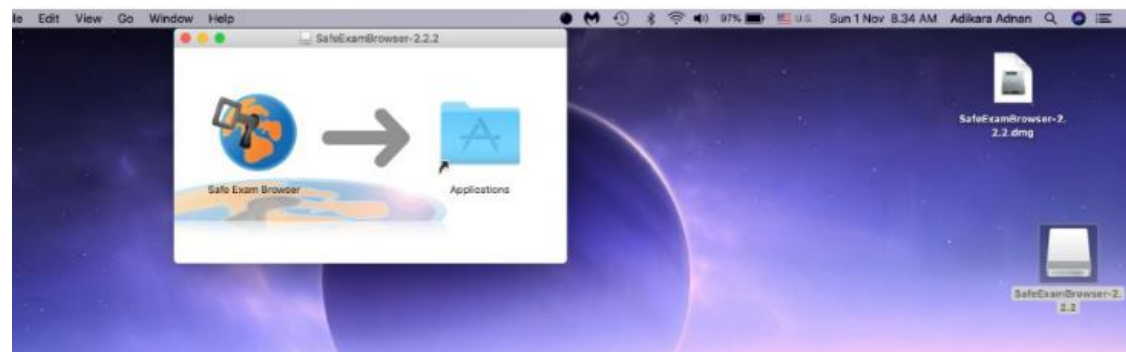 le Edit View Go Window Help 97% U.S. Sun 1 Nov 8.34 AM Adikara Adnan
SafeExamBrowser-2.2.2
Safe Exam Browser
Applications
SafeExamBrowser-2.
2.2.dmg
SafeExamBrowser-2.
2.2